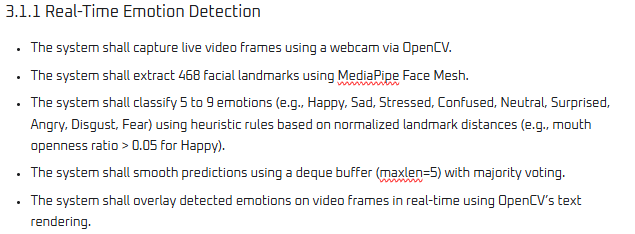 3.1.1 Real-Time Emotion Detection
• The system shall capture live video frames using a webcam via OpenCV.
• The system shall extract 468 facial landmarks using MediaPipe Face Mesh.
• The system shall classify 5 to 9 emotions (e.g., Happy, Sad, Stressed, Confused, Neutral, Surprised,
Angry, Disgust, Fear) using heuristic rules based on normalized landmark distances (e.g., mouth
openness ratio > 0.05 for Happy).
• The system shall smooth predictions using a deque buffer (maxlen=5) with majority voting.
• The system shall overlay detected emotions on video frames in real-time using OpenCV's text
rendering.